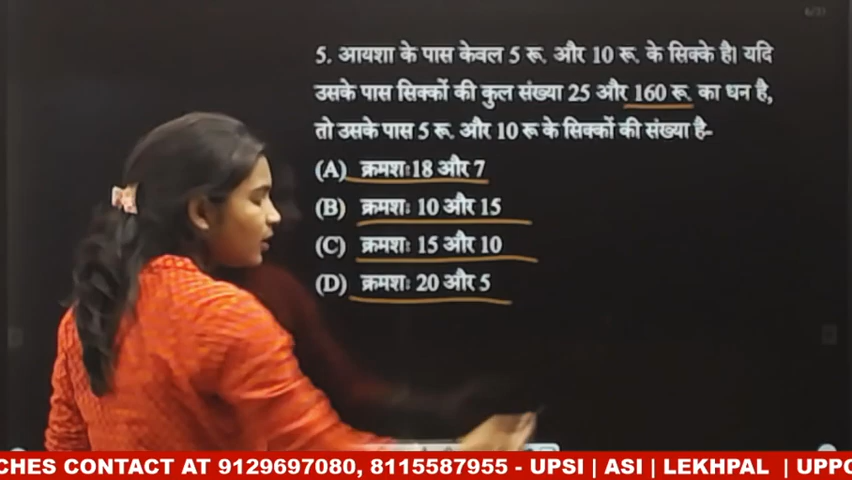 5. आयशा के पास केवल 5 रू. और 10 रू. के सिक्के है। यदि
उसके पास सिक्कों की कुल संख्या 25 और 160 रू. का धन है,
तो उसके पास 5 रू. और 10 रू के सिक्कों की संख्या है-
(A) क्रमशः18 और 7
(B) क्रमशः 10 और 15
(C) क्रमशः 15 और 10
(D) क्रमशः 20 और 5
CHES CONTACT AT 9129697080, 8115587955 - UPSI | ASI | LEKHPAL | UPPC